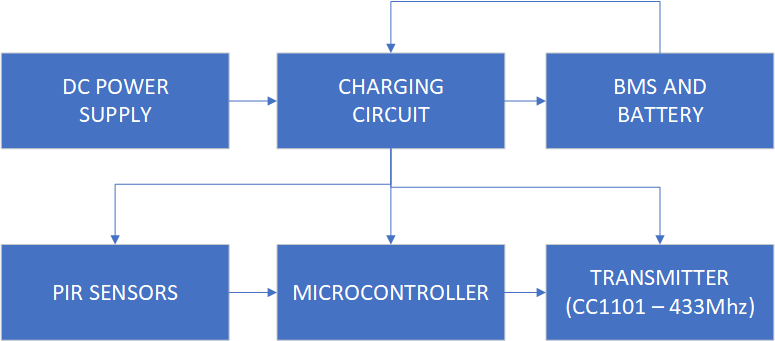 DC POWER
SUPPLY
CHARGING
CIRCUIT
BMS AND
BATTERY
PIR SENSORS
MICROCONTROLLER
TRANSMITTER
(CC1101 – 433Mhz)